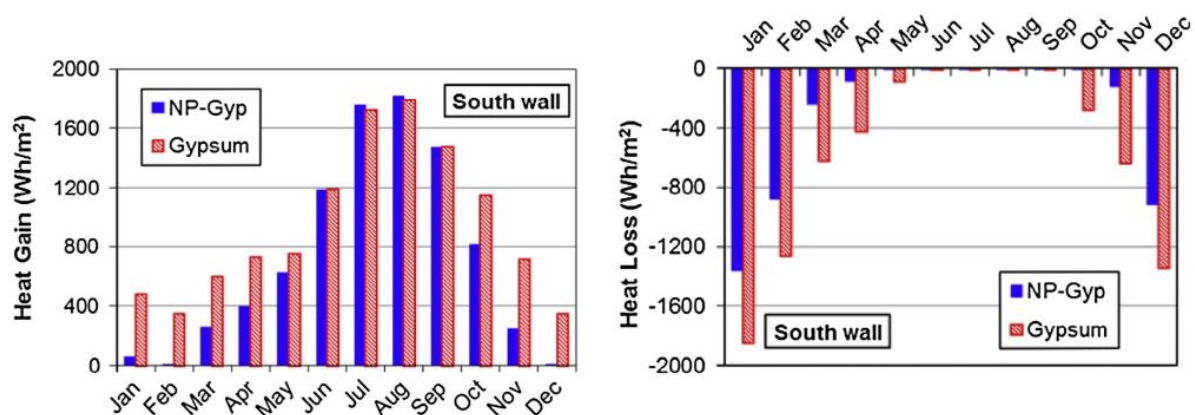 2000
1600
1200
800
400
0
Heat Gain (Wh/m²)
NP-Gyp
Gypsum
South wall
Jan Feb Mar Apr May Jun Jul Aug Sep Oct Nov Dec
Jan Feb Mar Apr May Jun Jul Aug Sep Oct Nov Dec
0
-400
-800
-1200
-1600
-2000
Heat Loss (Wh/m²)
NP-Gyp
Gypsum
South wall